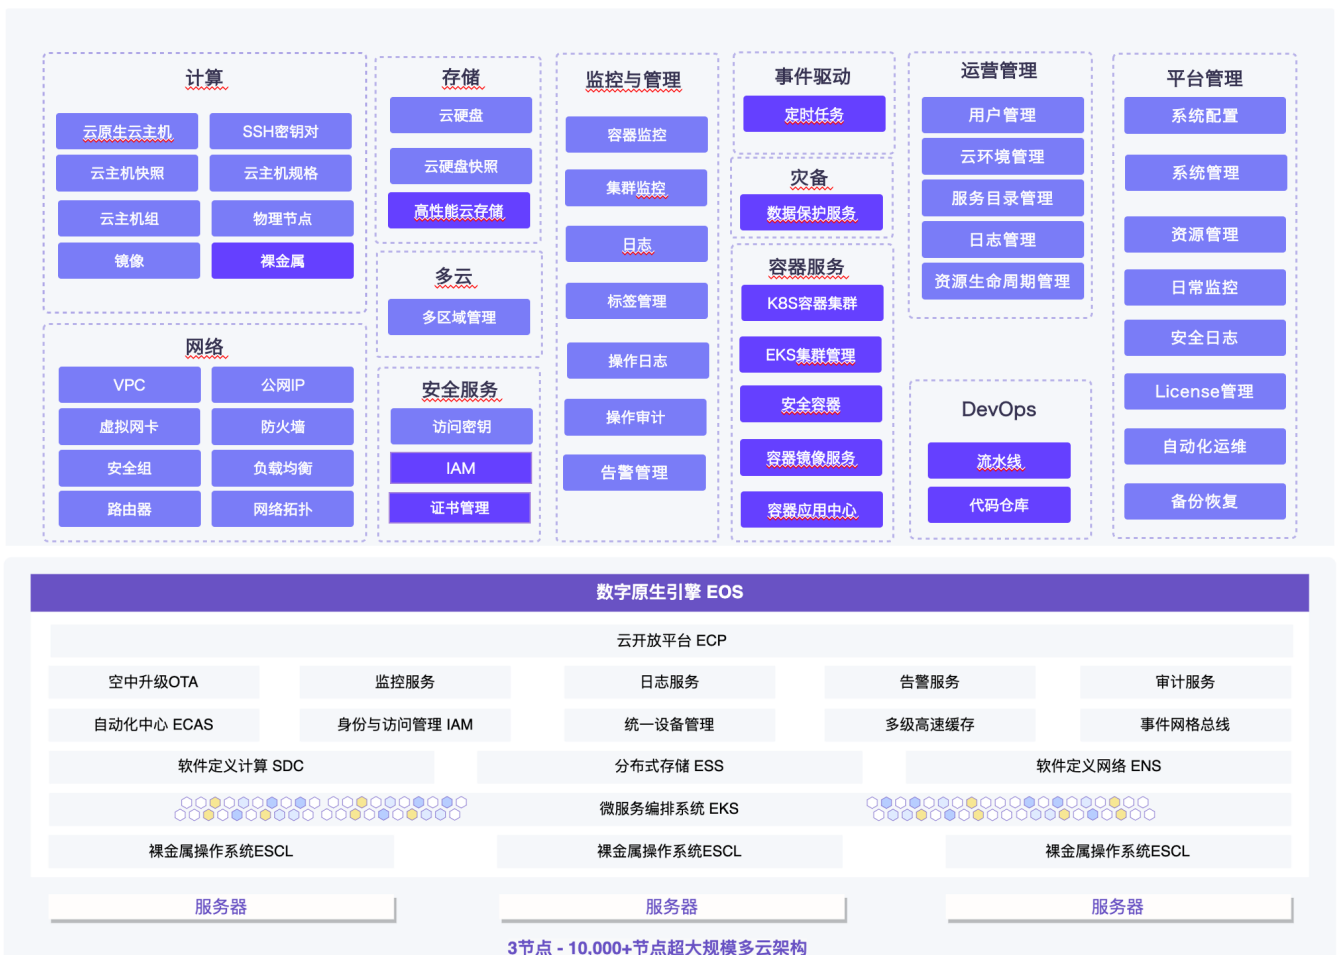 计算
云原生云主机
SSH密钥对
云主机快照
云主机规格
云主机组
物理节点
镜像
裸金属
网络
VPC
公网IP
虚拟网卡
防火墙
安全组
负载均衡
路由器
网络拓扑
存储
云硬盘
云硬盘快照
高性能云存储
多云
多区域管理
安全服务
访问密钥
IAM
证书管理
监控与管理
容器监控
集群监控
日志
标签管理
操作日志
操作审计
告警管理
事件驱动
定时任务
灾备
数据保护服务
容器服务
K8S容器集群
EKS集群管理
安全容器
容器镜像服务
容器应用中心
运营管理
用户管理
云环境管理
服务目录管理
日志管理
资源生命周期管理
DevOps
流水线
代码仓库
平台管理
系统配置
系统管理
资源管理
日常监控
安全日志
License管理
自动化运维
备份恢复
数字原生引擎 EOS
云开放平台 ECP
空中升级OTA
监控服务
日志服务
告警服务
审计服务
自动化中心 ECAS
身份与访问管理 IAM
统一设备管理
多级高速缓存
事件网格总线
软件定义计算 SDC
分布式存储 ESS
软件定义网络 ENS
微服务编排系统 EKS
裸金属操作系统ESCL
裸金属操作系统ESCL
裸金属操作系统ESCL
服务器
服务器
服务器
3节点 - 10,000+节点超大规模多云架构